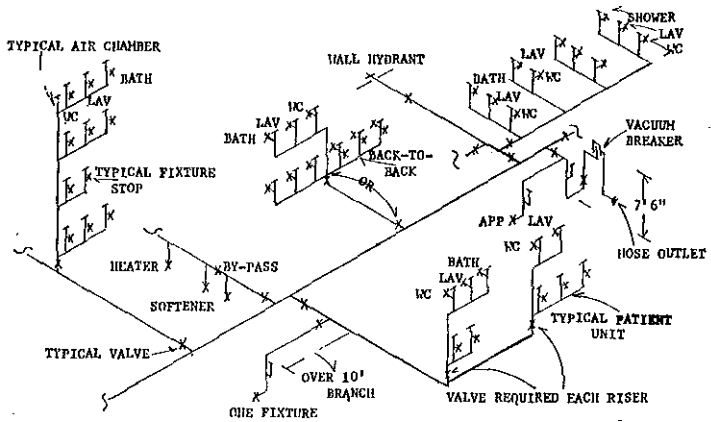 SHOWER
LAV
WC
TYPICAL AIR CHAMBER
WALL HYDRANT
BATH
LAV
WC
BATH
LAV
WC
WC
WC
LAV
BATH
BACK-TO-
BACK
OR
VACUUM
BREAKER
7'6"
TYPICAL FIXTURE
STOP
APP
LAV
HOSE OUTLET
WC
HEATER
BY-PASS
SOFTENER
BATH
LAV
WC
TYPICAL PATIENT
UNIT
TYPICAL VALVE
OVER 10'
BRANCH
ONE FIXTURE
VALVE REQUIRED EACH RISER